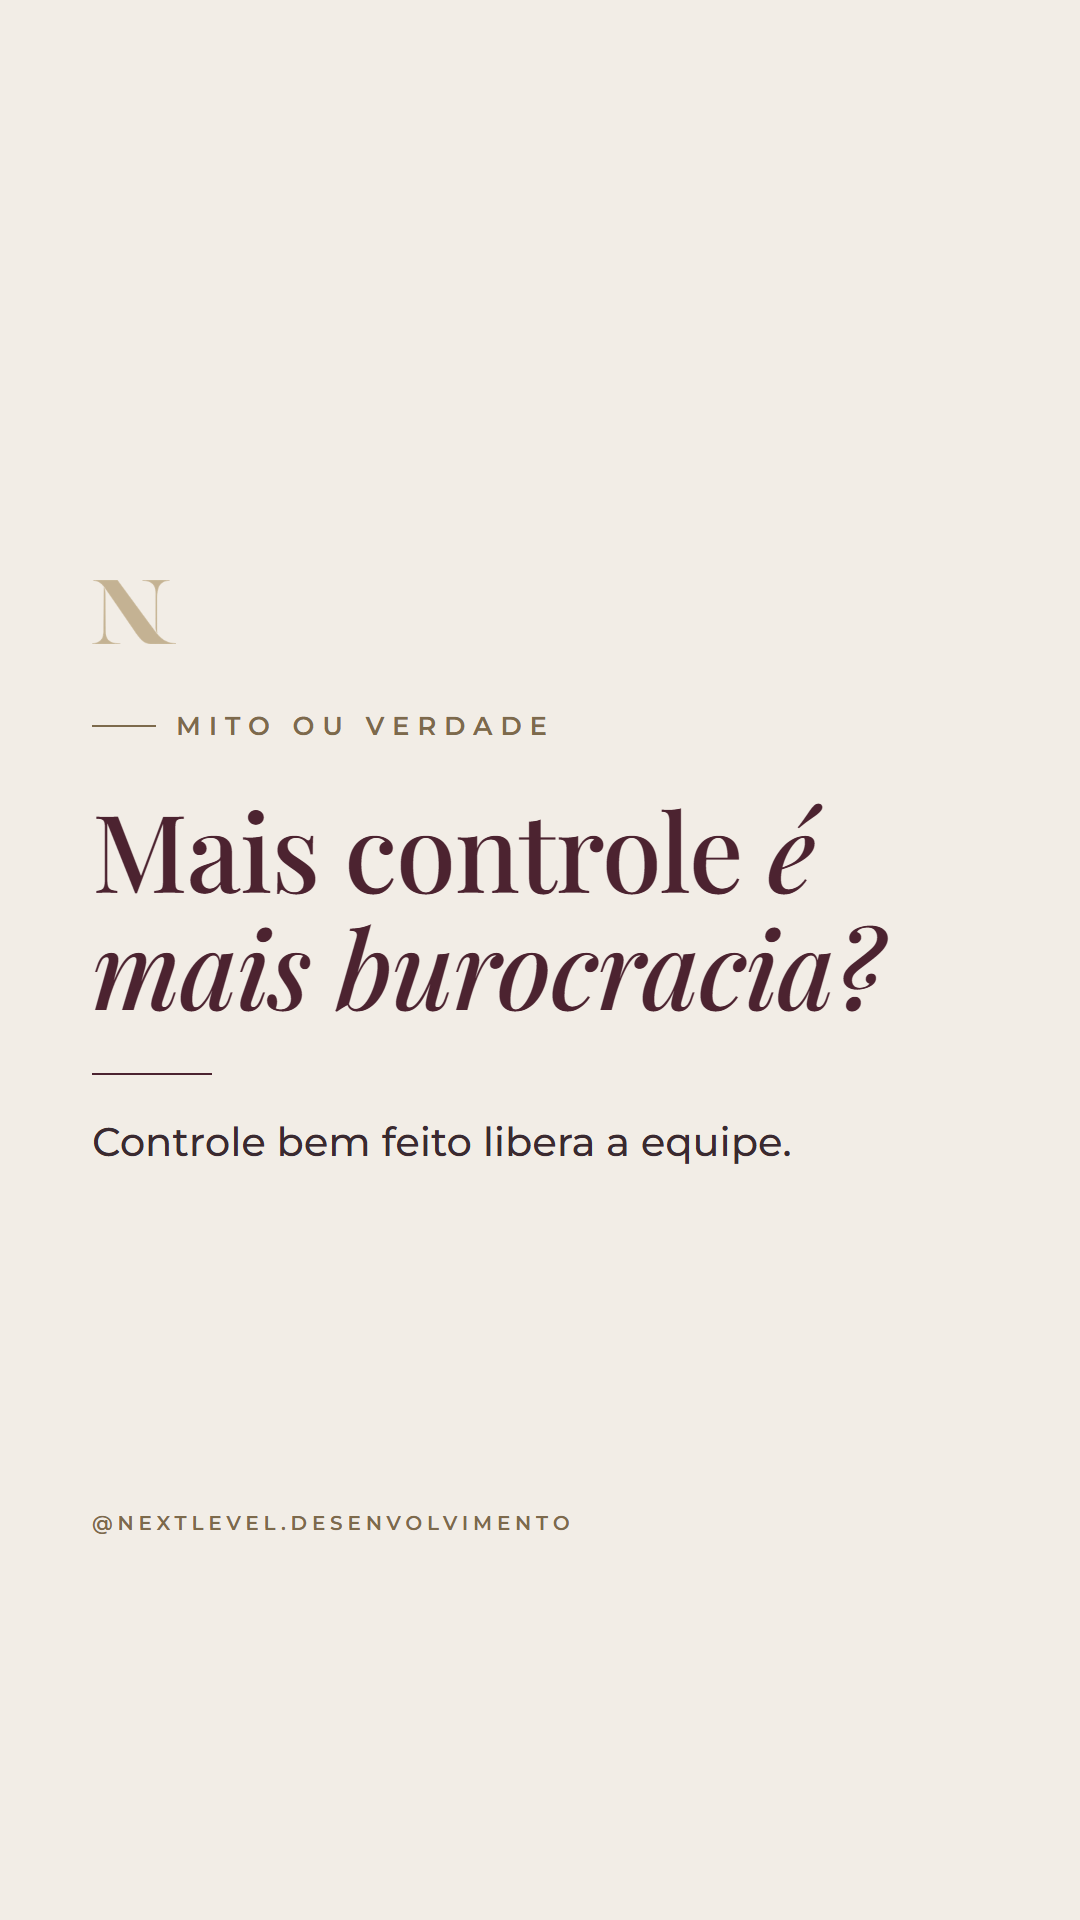 N
MITO OU VERDADE
Mais controle é
mais burocracia?
Controle bem feito libera a equipe.
@NEXTLEVEL.DESENVOLVIMENTO